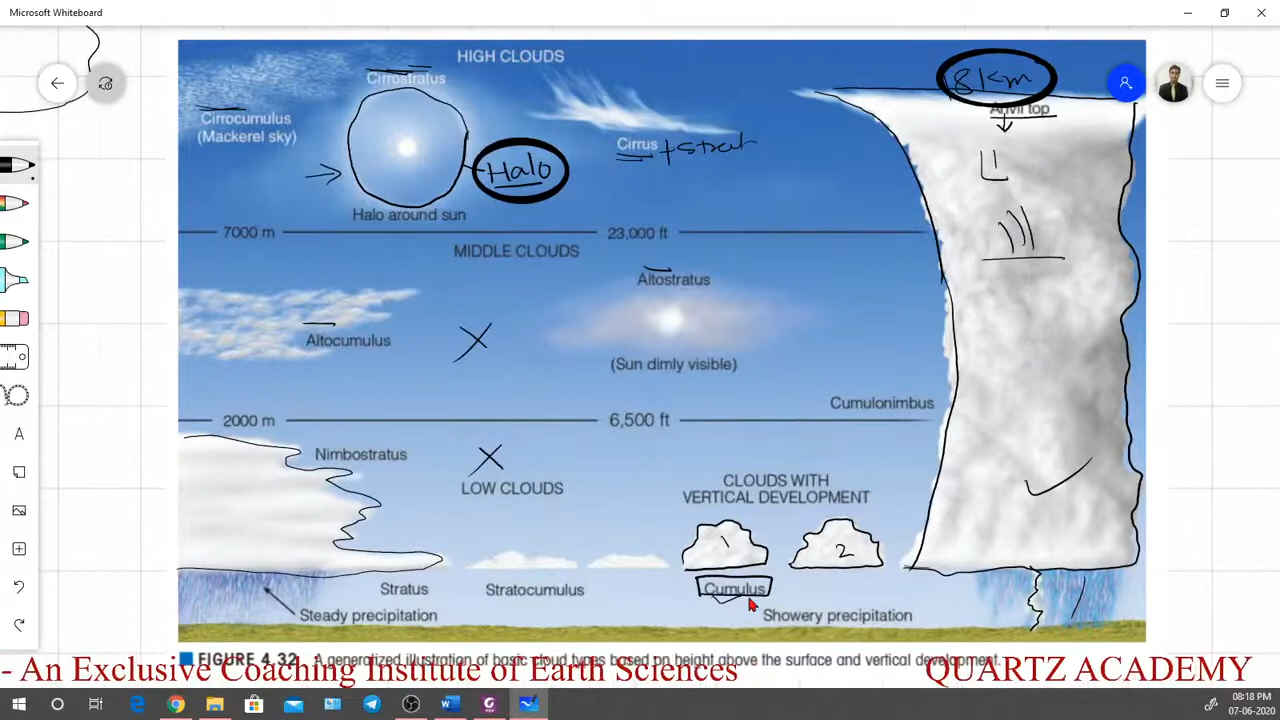 Microsoft Whiteboard
HIGH CLOUDS
Cirrostratus
8 Km
Anvil top
Cirrocumulus
(Mackerel sky)
Cirrus + Strat
Halo
Halo around sun
7000 m
23,000 ft
MIDDLE CLOUDS
Altostratus
Altocumulus
(Sun dimly visible)
Cumulonimbus
2000 m
6,500 ft
Nimbostratus
LOW CLOUDS
CLOUDS WITH
VERTICAL DEVELOPMENT
1
2
Stratus
Stratocumulus
Cumulus
Steady precipitation
Showery precipitation
FIGURE 4.32 A generalized illustration of basic cloud types based on height above the surface and vertical development.
- An Exclusive Coaching Institute of Earth Sciences QUARTZ ACADEMY
A
08:18 PM
07-06-2020